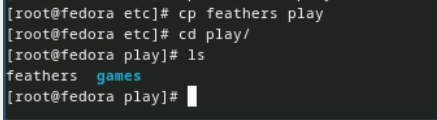 [root@fedora etc]# cp feathers play
[root@fedora etc]# cd play/
[root@fedora play]# ls
feathers  games
[root@fedora play]#